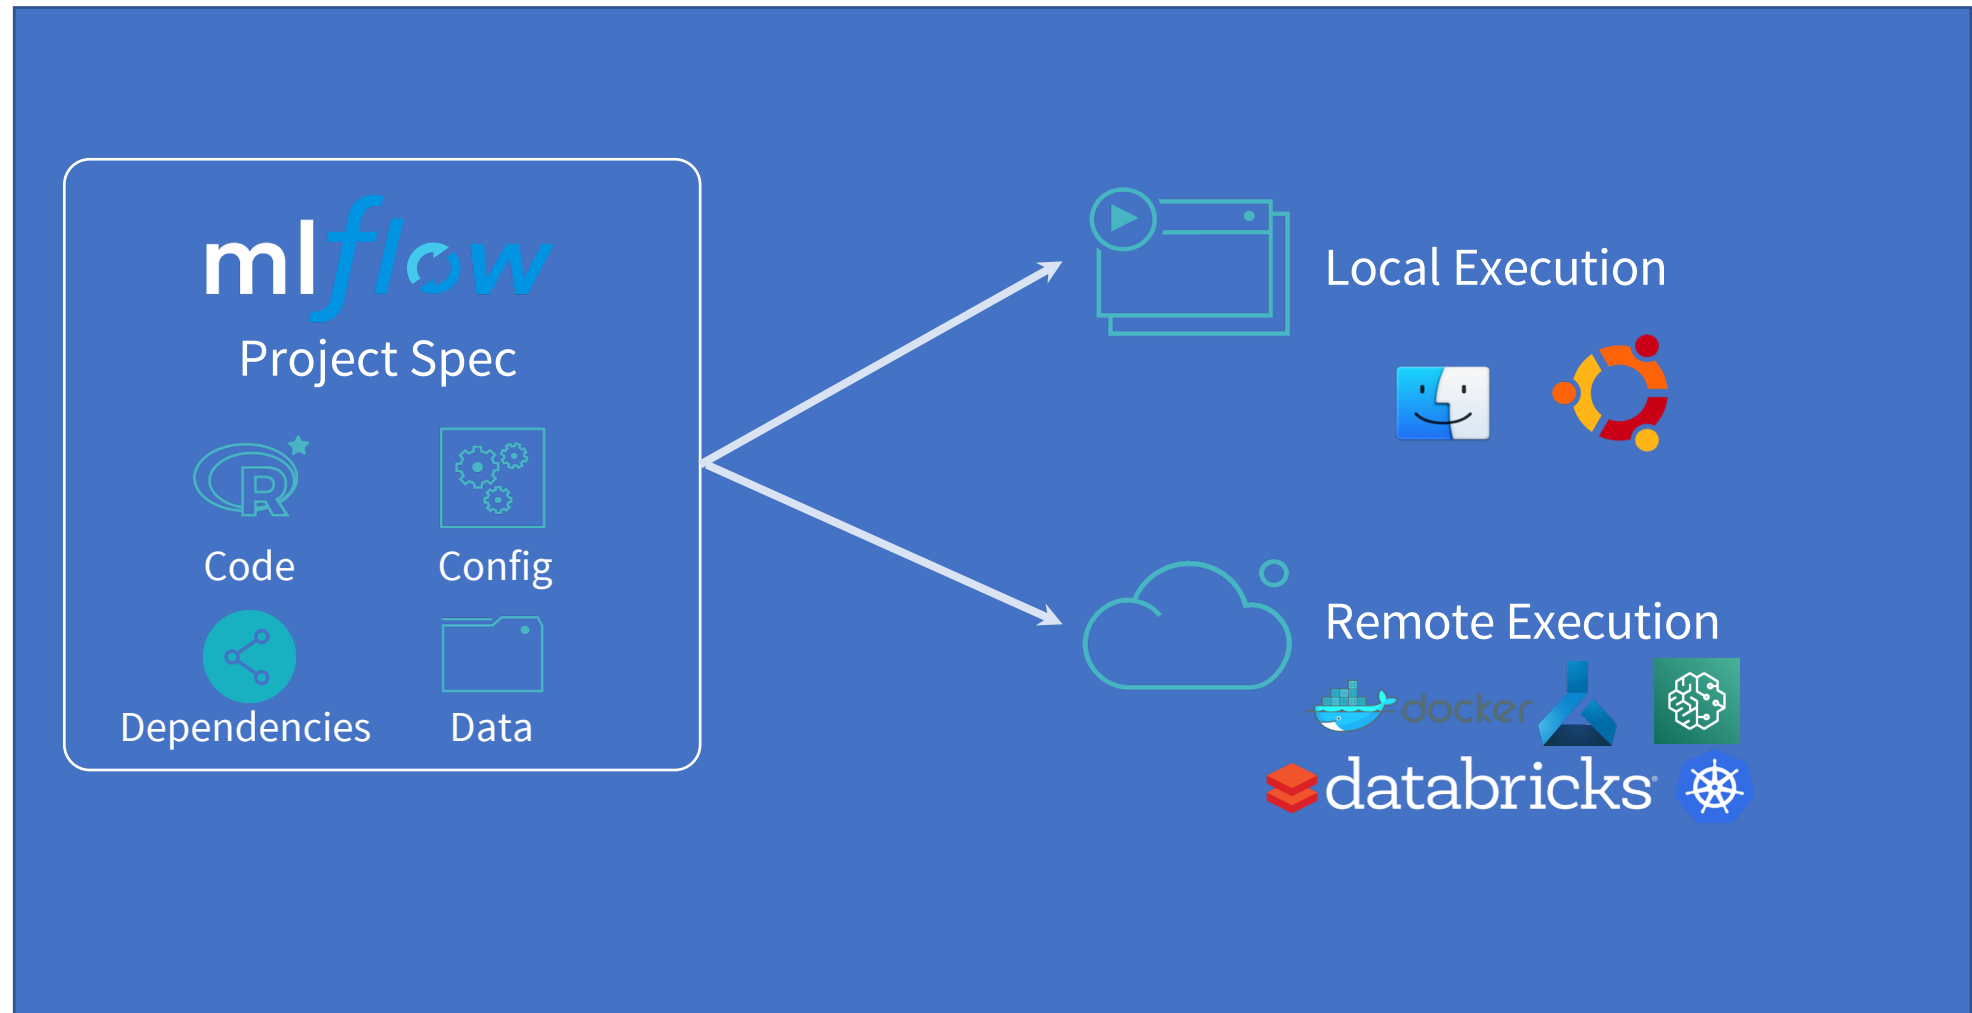 mlflow
Project Spec
R
Code
Config
Dependencies
Data
Local Execution
Remote Execution
docker
databricks®